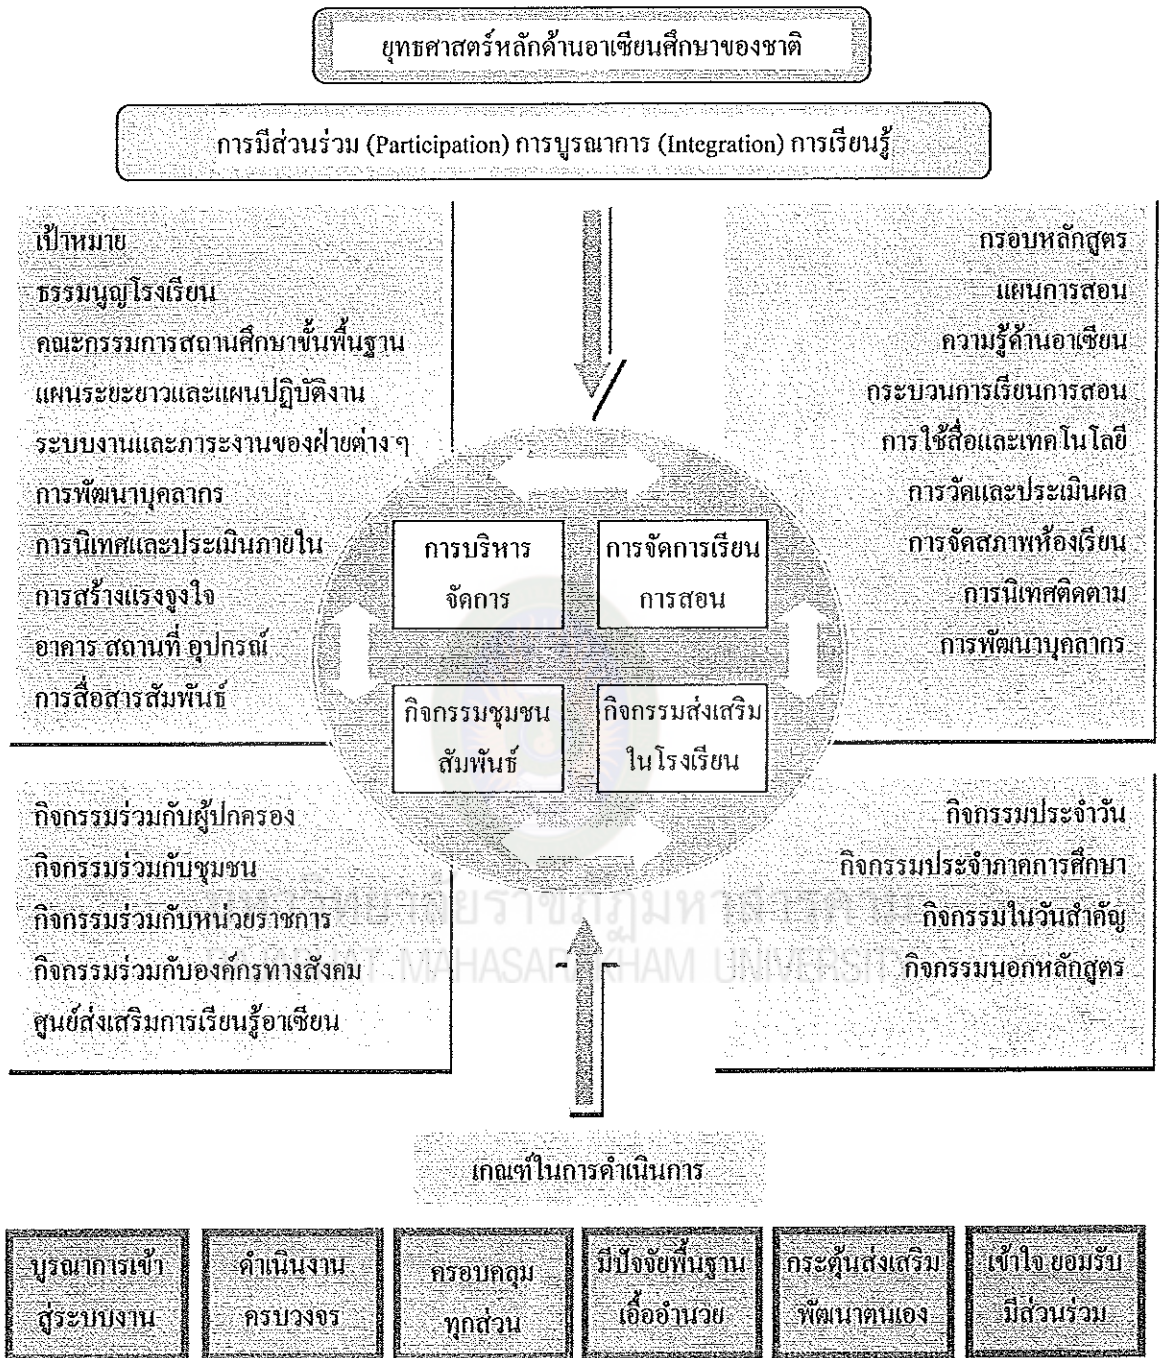 ยุทธศาสตร์หลักด้านอาเซียนศึกษาของชาติ
การมีส่วนร่วม (Participation) การบูรณาการ (Integration) การเรียนรู้
เป้าหมาย
ธรรมนูญโรงเรียน
คณะกรรมการสถานศึกษาขั้นพื้นฐาน
แผนระยะยาวและแผนปฏิบัติงาน
ระบบงานและภาระงานของฝ่ายต่าง ๆ
การพัฒนาบุคลากร
การนิเทศและประเมินภายใน
การสร้างแรงจูงใจ
อาคาร สถานที่ อุปกรณ์
การสื่อสารสัมพันธ์
กรอบหลักสูตร
แผนการสอน
ความรู้ด้านอาเซียน
กระบวนการเรียนการสอน
การใช้สื่อและเทคโนโลยี
การวัดและประเมินผล
การจัดสภาพห้องเรียน
การนิเทศติดตาม
การพัฒนาบุคลากร
การบริหาร
จัดการ
การจัดการเรียน
การสอน
กิจกรรมชุมชน
สัมพันธ์
กิจกรรมส่งเสริม
ในโรงเรียน
กิจกรรมร่วมกับผู้ปกครอง
กิจกรรมร่วมกับชุมชน
กิจกรรมร่วมกับหน่วยราชการ
กิจกรรมร่วมกับองค์กรทางสังคม
ศูนย์ส่งเสริมการเรียนรู้อาเซียน
กิจกรรมประจำวัน
กิจกรรมประจำภาคการศึกษา
กิจกรรมในวันสำคัญ
กิจกรรมนอกหลักสูตร
เกณฑ์ในการดำเนินการ
บูรณาการเข้า
สู่ระบบงาน
ดำเนินงาน
ครบวงจร
ครอบคลุม
ทุกส่วน
มีปัจจัยพื้นฐาน
เอื้ออำนวย
กระตุ้นส่งเสริม
พัฒนาตนเอง
เข้าใจ ยอมรับ
มีส่วนร่วม